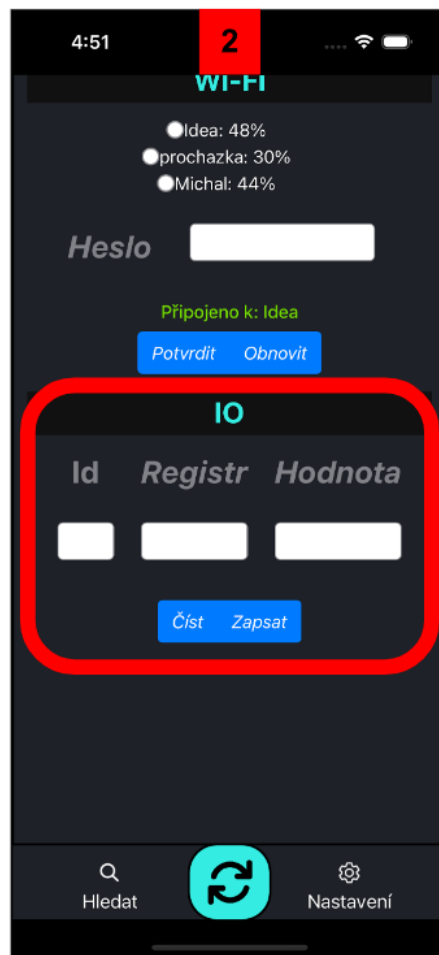 4:51 2
WI-FI
Idea: 48%
prochazka: 30%
Michal: 44%
Heslo
Připojeno k: Idea
Potvrdit Obnovit
IO
Id Registr Hodnota
Číst Zapsat
Hledat Nastavení